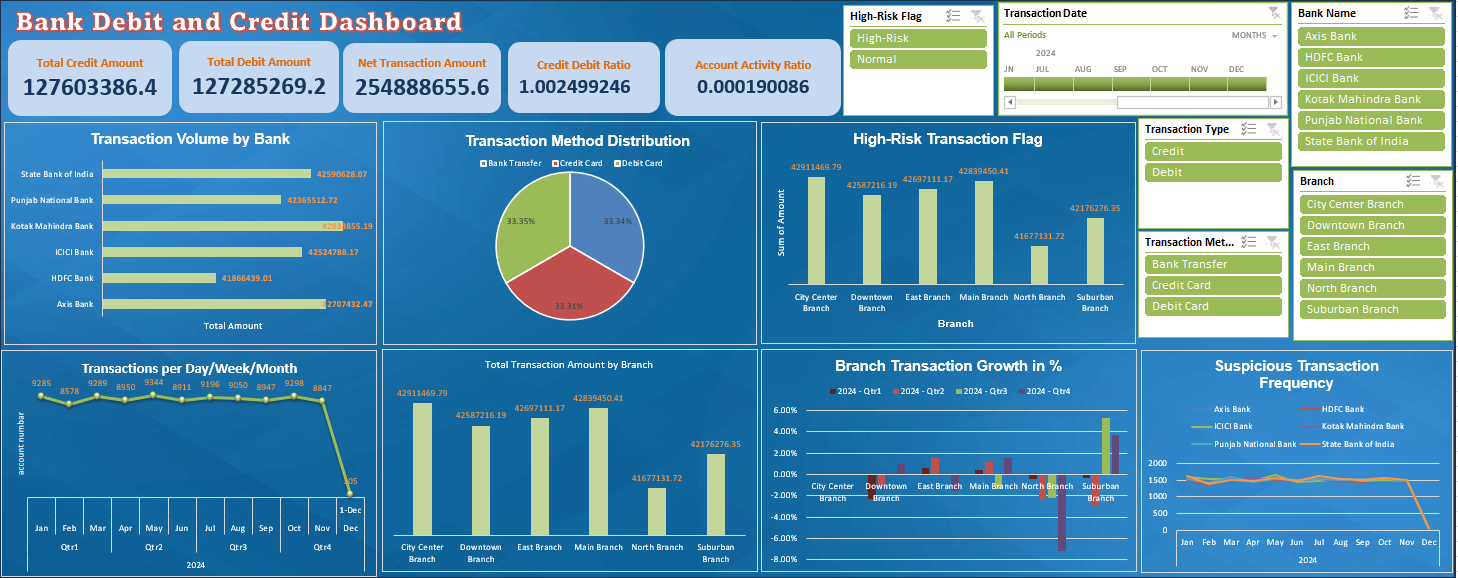 Bank Debit and Credit Dashboard
Total Credit Amount
127603386.4
Total Debit Amount
127285269.2
Net Transaction Amount
254888655.6
Credit Debit Ratio
1.002499246
Account Activity Ratio
0.000190086
High-Risk Flag
High-Risk
Normal
Transaction Date
All Periods
MONTHS
2024
JN JUL AUG SEP OCT NOV DEC
Bank Name
Axis Bank
HDFC Bank
ICICI Bank
Kotak Mahindra Bank
Punjab National Bank
State Bank of India
Transaction Type
Credit
Debit
Transaction Met...
Bank Transfer
Credit Card
Debit Card
Branch
City Center Branch
Downtown Branch
East Branch
Main Branch
North Branch
Suburban Branch
Transaction Volume by Bank
State Bank of India 42590628.07
Punjab National Bank 42365512.72
Kotak Mahindra Bank
ICICI Bank 42524788.17
HDFC Bank 41866439.01
Axis Bank 2707432.47
Total Amount
Transaction Method Distribution
Bank Transfer Credit Card Debit Card
33.35% 33.34%
33.31%
High-Risk Transaction Flag
Sum of Amount
42911469.79 42587216.19 42697111.17 42839450.41 41677131.72 42176276.35
City Center Downtown East Branch Main Branch North Branch Suburban
Branch Branch Branch
Branch
Transactions per Day/Week/Month
9285 8578 9289 8950 9344 8911 9196 9050 8947 9298 8847
account numbar
1-Dec
Jan Feb Mar Apr May Jun Jul Aug Sep Oct Nov Dec
Qtr1 Qtr2 Qtr3 Qtr4
2024
Total Transaction Amount by Branch
42911469.79 42587216.19 42697111.17 42839450.41 41677131.72 42176276.35
City Center Downtown East Branch Main Branch North Branch Suburban
Branch Branch Branch
Branch Transaction Growth in %
2024 - Qtr1 2024 - Qtr2 2024 - Qtr3 2024 - Qtr4
6.00%
4.00%
2.00%
0.00%
-2.00%
-4.00%
-6.00%
-8.00%
City Center Downtown East Branch Main Branch North Branch Suburban
Branch Branch Branch
Suspicious Transaction
Frequency
Axis Bank HDFC Bank
ICICI Bank Kotak Mahindra Bank
Punjab National Bank State Bank of India
2000
1500
1000
500
0
Jan Feb Mar Apr May Jun Jul Aug Sep Oct Nov Dec
2024